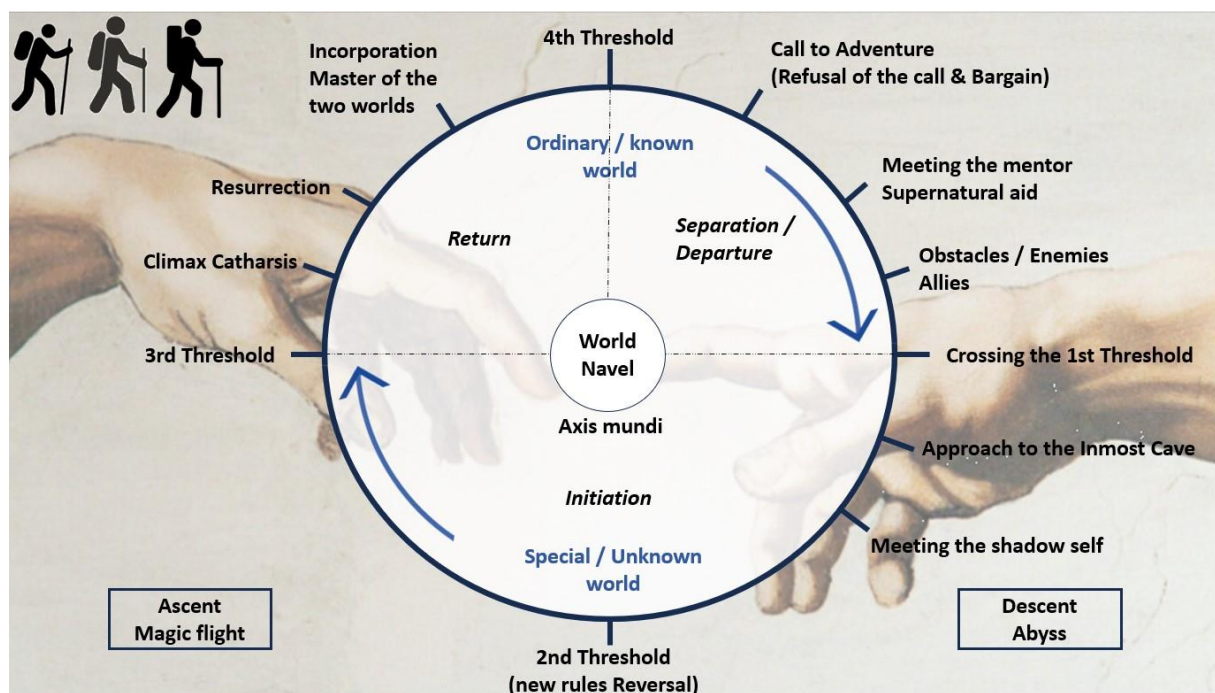 4th Threshold
Call to Adventure
(Refusal of the call & Bargain)
Meeting the mentor
Supernatural aid
Obstacles / Enemies
Allies
Crossing the 1st Threshold
Approach to the Inmost Cave
Meeting the shadow self
Descent
Abyss
2nd Threshold
(new rules Reversal)
Ascent
Magic flight
3rd Threshold
Climax Catharsis
Resurrection
Incorporation
Master of the
two worlds
Ordinary / known
world
Separation /
Departure
Return
World
Navel
Axis mundi
Initiation
Special / Unknown
world